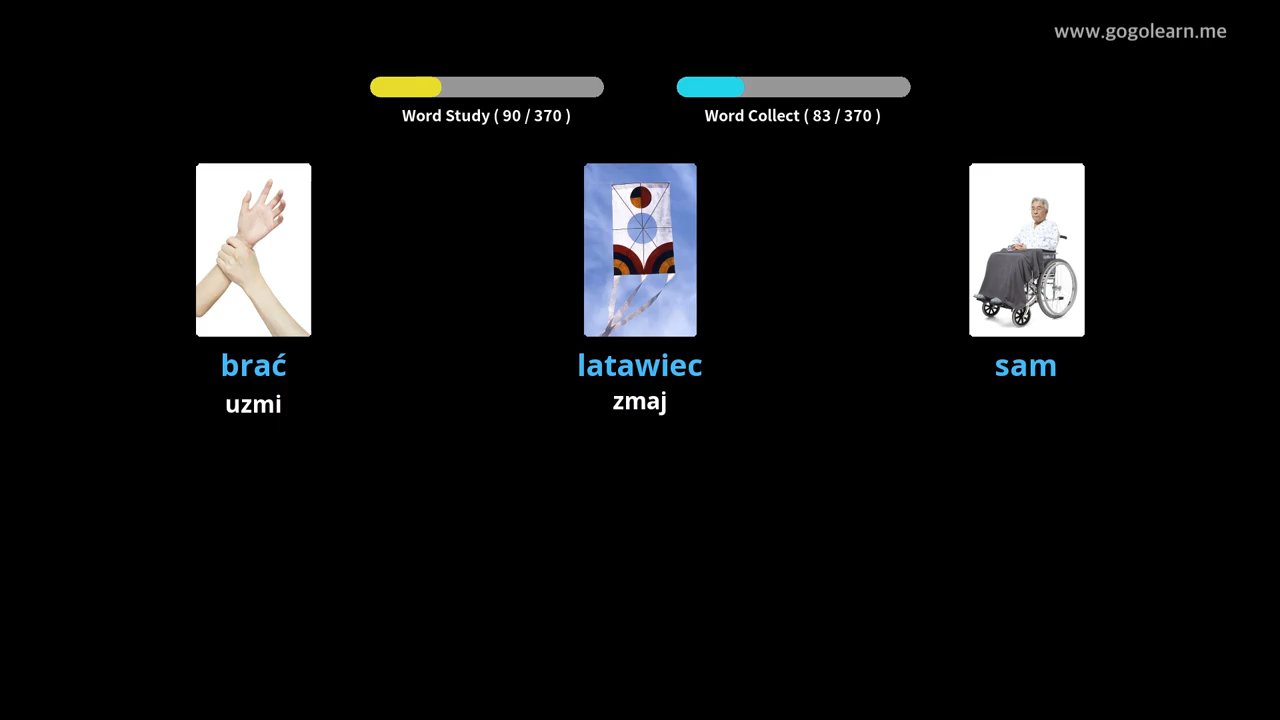 www.gogolearn.me
Word Study ( 90 / 370 )
Word Collect ( 83 / 370 )
brać
latawiec
sam
uzmi
zmaj